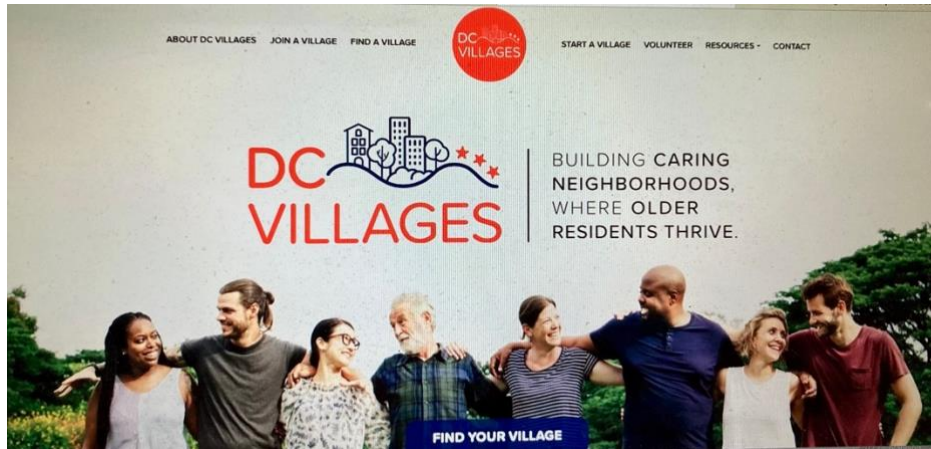 ABOUT DC VILLAGES JOIN A VILLAGE FIND A VILLAGE
DC
VILLAGES
START A VILLAGE VOLUNTEER RESOURCES - CONTACT
DC
VILLAGES
BUILDING CARING
NEIGHBORHOODS,
WHERE OLDER
RESIDENTS THRIVE.
FIND YOUR VILLAGE